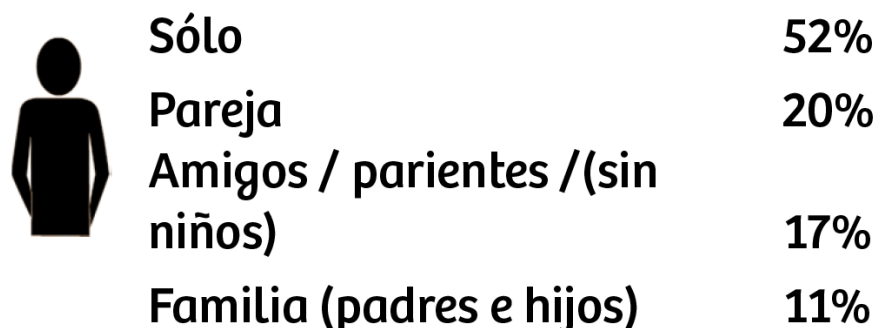 Sólo 52%
Pareja 20%
Amigos / parientes /(sin
niños) 17%
Familia (padres e hijos) 11%